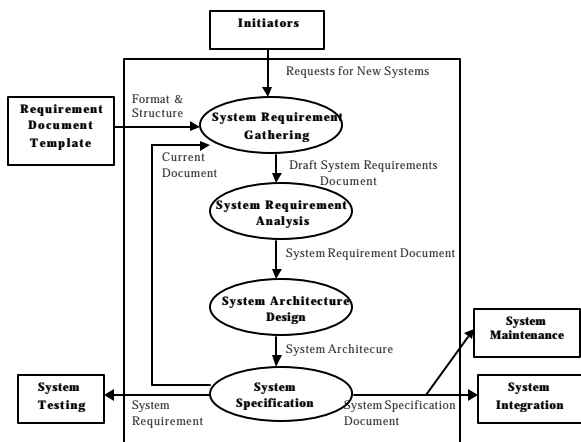 Initiators
Requests for New Systems
Requirement
Document
Template
Format &
Structure
System Requirement
Gathering
Current
Document
Draft System Requirements
Document
System Requirement
Analysis
System Requirement Document
System Architecture
Design
System Architecure
System
Maintenance
System
Testing
System
Requirement
System
Specification
System Specification
Document
System
Integration